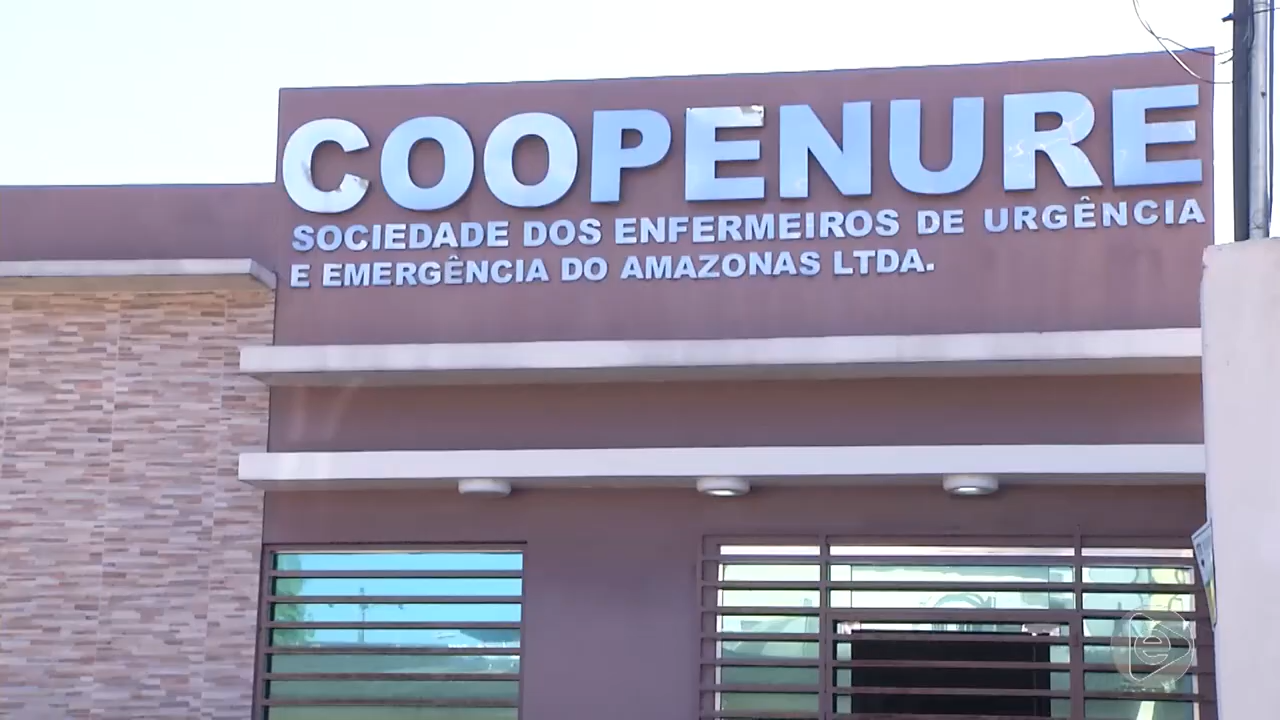 COOPENURE
SOCIEDADE DOS ENFERMEIROS DE URGÊNCIA
E EMERGÊNCIA DO AMAZONAS LTDA.
e